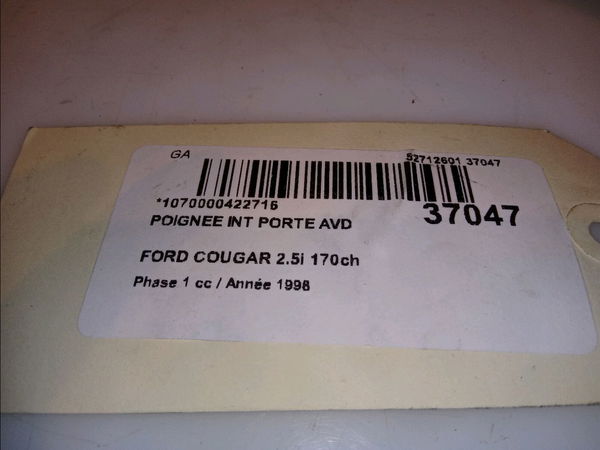 GA
52712601 37047
*1070000422716
37047
POIGNEE INT PORTE AVD
FORD COUGAR 2.5i 170ch
Phase 1 cc / Année 1998